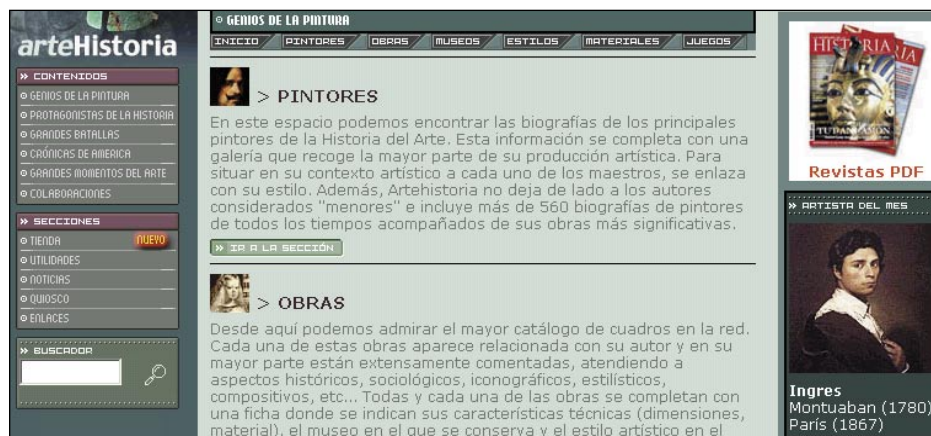 arteHistoria
» CONTENIDOS
GENIOS DE LA PINTURA
PROTAGONISTAS DE LA HISTORIA
GRANDES BATALLAS
CRÓNICAS DE AMERICA
GRANDES MOMENTOS DEL ARTE
COLABORACIONES
» SECCIONES
TIENDA NUEVO
UTILIDADES
NOTICIAS
QUIOSCO
ENLACES
» BUSCADOR
GENIOS DE LA PINTURA
INICIO PINTORES OBRAS MUSEOS ESTILOS MATERIALES JUEGOS
> PINTORES
En este espacio podemos encontrar las biografías de los principales
pintores de la Historia del Arte. Esta información se completa con una
galería que recoge la mayor parte de su producción artística. Para
situar en su contexto artístico a cada uno de los maestros, se enlaza
con su estilo. Además, Artehistoria no deja de lado a los autores
considerados "menores" e incluye más de 560 biografías de pintores
de todos los tiempos acompañados de sus obras más significativas.
» IR A LA SECCIÓN
> OBRAS
Desde aquí podemos admirar el mayor catálogo de cuadros en la red.
Cada una de estas obras aparece relacionada con su autor y en su
mayor parte están extensamente comentadas, atendiendo a
aspectos históricos, sociológicos, iconográficos, estilísticos,
compositivos, etc... Todas y cada una de las obras se completan con
una ficha donde se indican sus características técnicas (dimensiones,
material), el museo en el que se conserva y el estilo artístico en el
HISTORIA
Revistas PDF
» ARTISTA DEL MES
Ingres
Montuaban (1780)
París (1867)